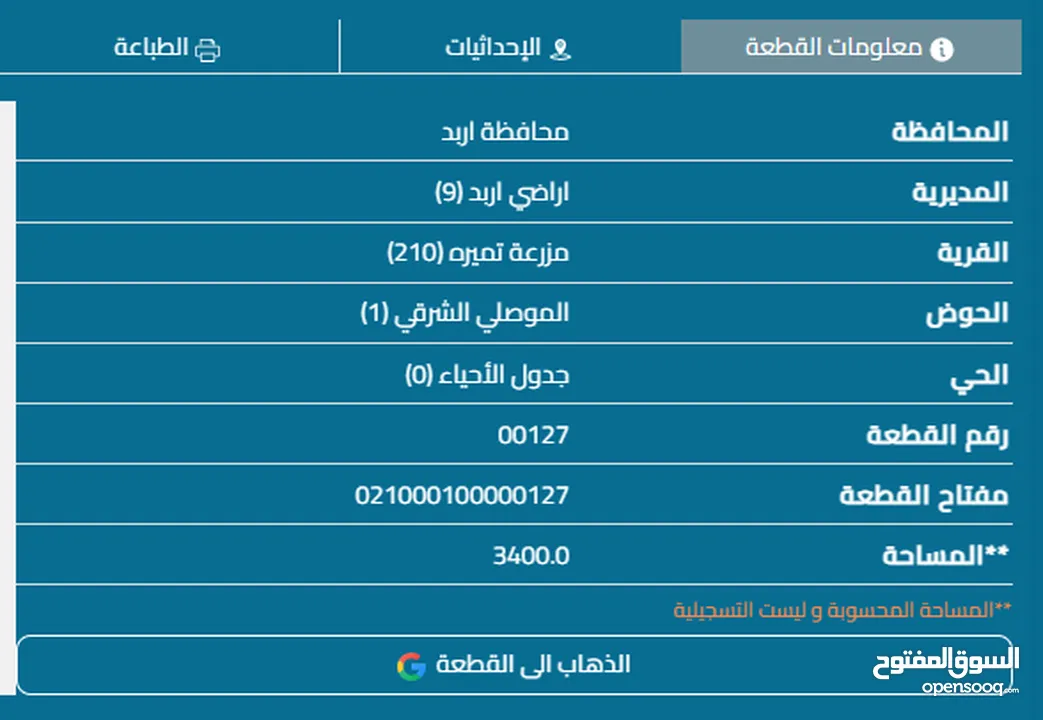 معلومات القطعة الإحداثيات الطباعة
المحافظة محافظة اربد
المديرية اراضي اربد (9)
القرية مزرعة تميره (210)
الحوض الموصلي الشرقي (1)
الحي جدول الأحياء (0)
رقم القطعة 00127
مفتاح القطعة 021000100000127
**المساحة 3400.0
**المساحة المحسوبة و ليست التسجيلية
الذهاب الى القطعة
السوق المفتوح
opensooq.com